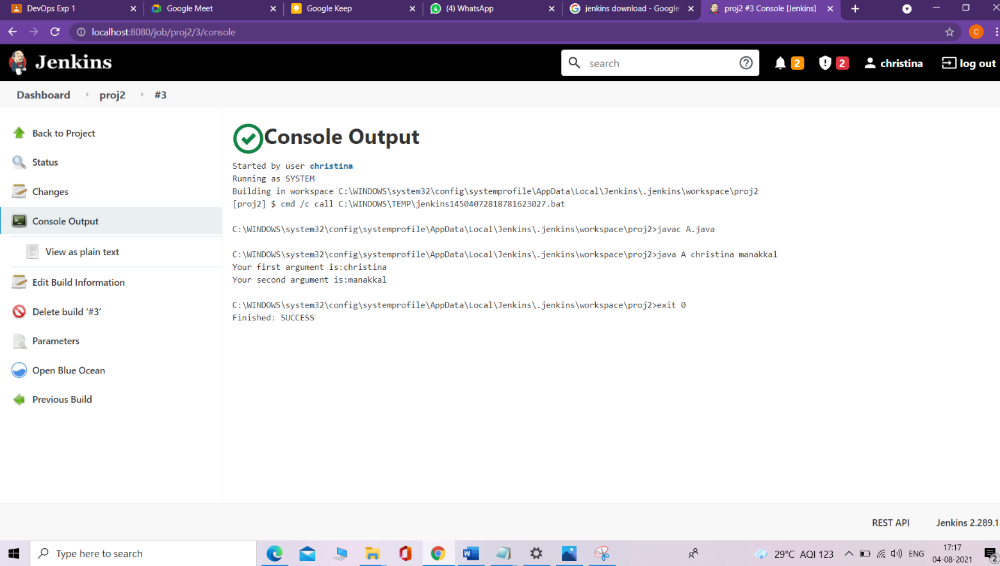 DevOps Exp 1
Google Meet
Google Keep
(4) WhatsApp
jenkins download - Google
proj2 #3 Console [Jenkins]
localhost:8080/job/proj2/3/console
C
Jenkins
search
2
2
christina
log out
Dashboard
proj2
#3
Back to Project
Status
Changes
Console Output
View as plain text
Edit Build Information
Delete build ‘#3’
Parameters
Open Blue Ocean
Previous Build
Console Output
Started by user christina
Running as SYSTEM
Building in workspace C:\WINDOWS\system32\config\systemprofile\AppData\Local\Jenkins\.jenkins\workspace\proj2
[proj2] $ cmd /c call C:\WINDOWS\TEMP\jenkins14504072818781623027.bat
C:\WINDOWS\system32\config\systemprofile\AppData\Local\Jenkins\.jenkins\workspace\proj2>javac A.java
C:\WINDOWS\system32\config\systemprofile\AppData\Local\Jenkins\.jenkins\workspace\proj2>java A christina manakkal
Your first argument is:christina
Your second argument is:manakkal
C:\WINDOWS\system32\config\systemprofile\AppData\Local\Jenkins\.jenkins\workspace\proj2>exit 0
Finished: SUCCESS
REST API
Jenkins 2.289.1
Type here to search
29°C AQI 123
ENG
17:17
04-08-2021
2